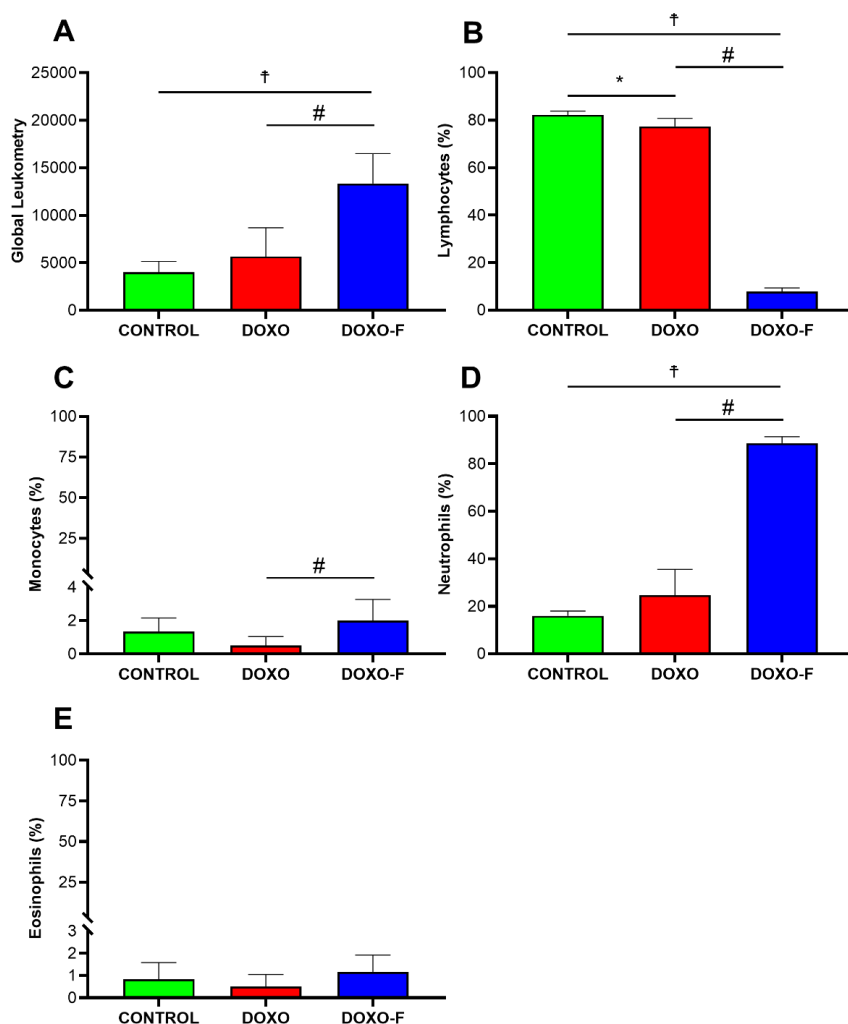 A
Global Leukometry
25000
20000
15000
10000
5000
0
☨
#
CONTROL DOXO DOXO-F
B
Lymphocytes (%)
100
80
60
40
20
0
☨
#
*
CONTROL DOXO DOXO-F
C
Monocytes (%)
100
75
50
25
4
2
0
#
CONTROL DOXO DOXO-F
D
Neutrophils (%)
100
80
60
40
20
0
☨
#
CONTROL DOXO DOXO-F
E
Eosinophils (%)
100
75
50
25
3
2
1
0
CONTROL DOXO DOXO-F